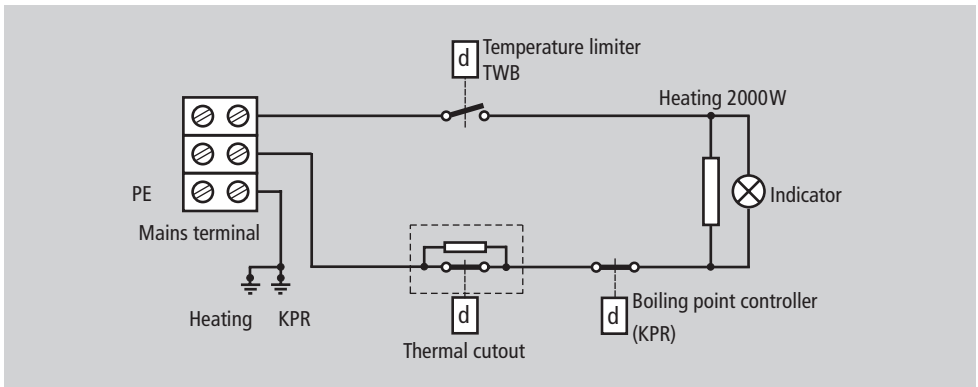 d
Temperature limiter
TWB
Heating 2000W
PE
Indicator
Mains terminal
Heating KPR
d
Thermal cutout
d
Boiling point controller
(KPR)